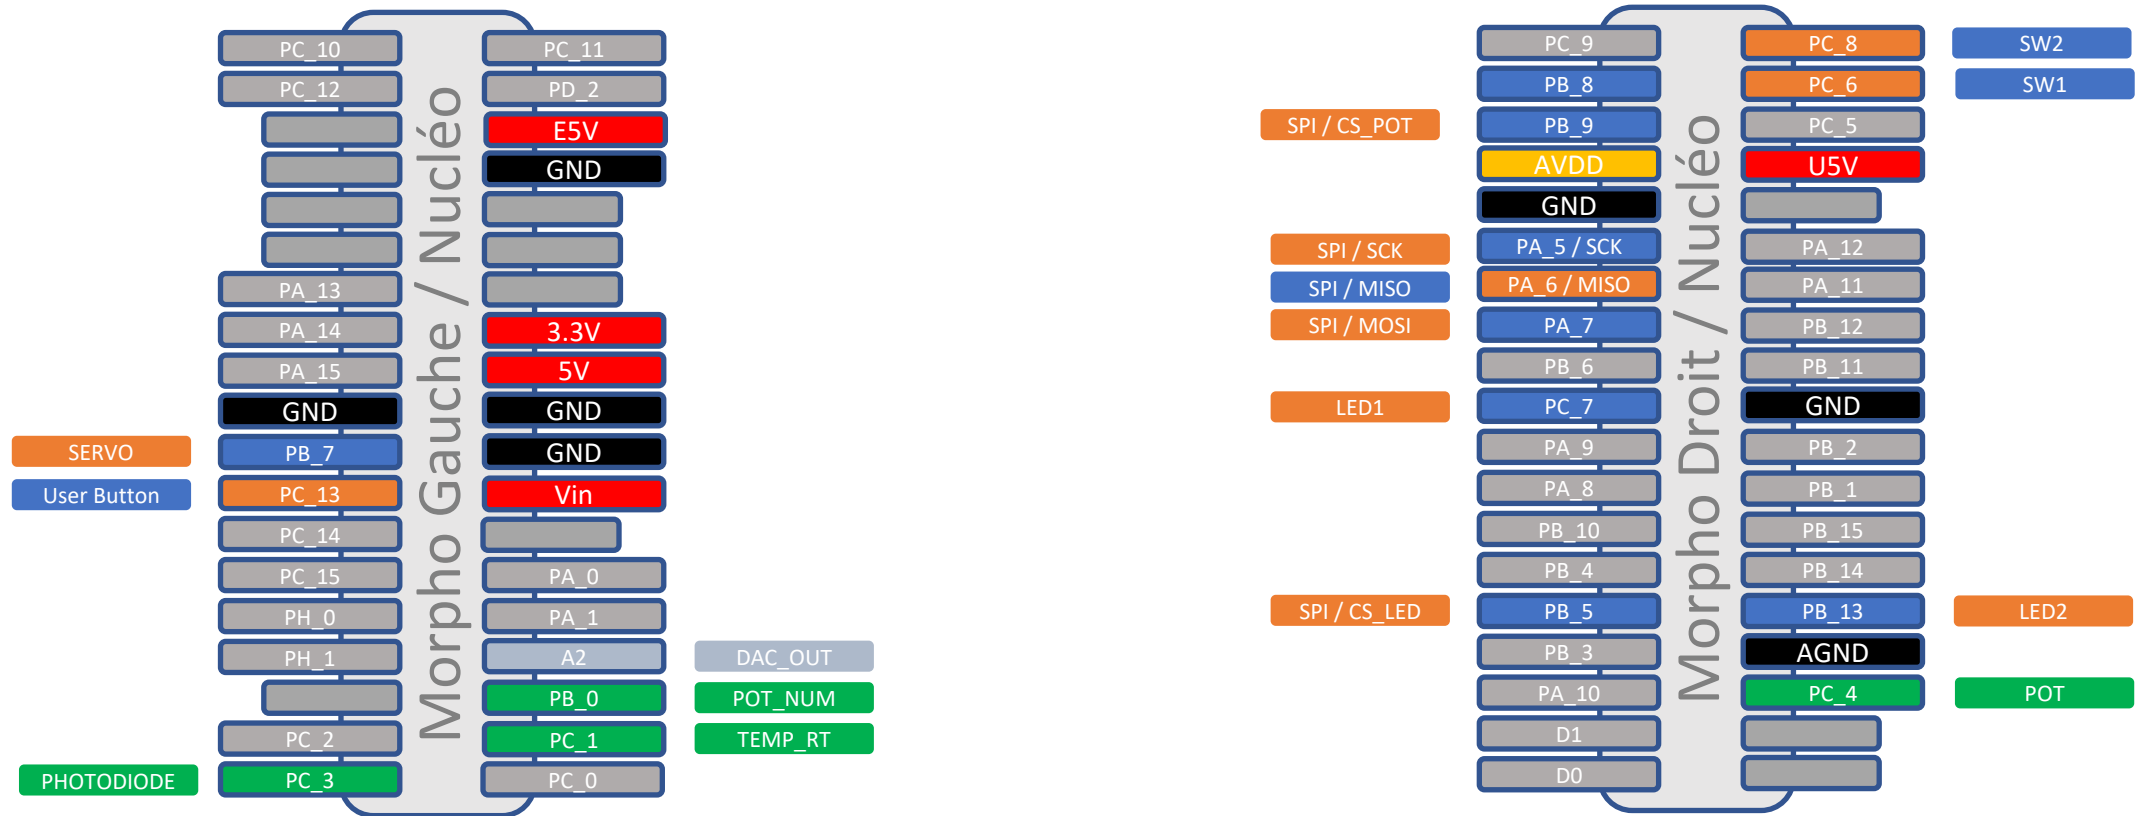 PC_10 PC_11
PC_12 PD_2
E5V
GND
PA_13
PA_14 3.3V
PA_15 5V
GND GND
SERVO PB_7 GND
User Button PC_13 Vin
PC_14
PC_15 PA_0
PH_0 PA_1
PH_1 A2 DAC_OUT
PB_0 POT_NUM
PC_2 PC_1 TEMP_RT
PHOTODIODE PC_3 PC_0
Morpho Gauche / Nucléo
PC_9 PC_8 SW2
PB_8 PC_6 SW1
SPI / CS_POT PB_9 PC_5
AVDD U5V
GND
SPI / SCK PA_5 / SCK PA_12
SPI / MISO PA_6 / MISO PA_11
SPI / MOSI PA_7 PB_12
PB_6 PB_11
LED1 PC_7 GND
PA_9 PB_2
PA_8 PB_1
PB_10 PB_15
PB_4 PB_14
SPI / CS_LED PB_5 PB_13 LED2
PB_3 AGND
PA_10 PC_4 POT
D1
D0
Morpho Droit / Nucléo